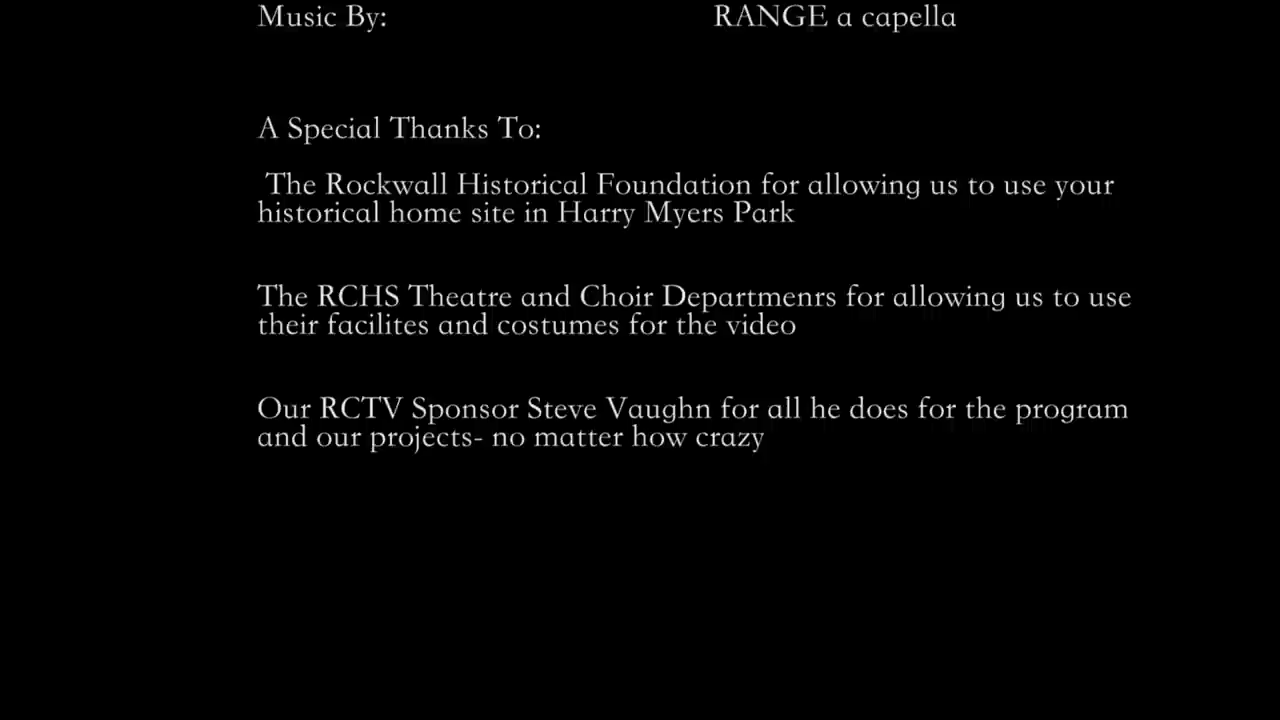 Music By: RANGE a capella
A Special Thanks To:
The Rockwall Historical Foundation for allowing us to use your
historical home site in Harry Myers Park
The RCHS Theatre and Choir Departmenrs for allowing us to use
their facilites and costumes for the video
Our RCTV Sponsor Steve Vaughn for all he does for the program
and our projects- no matter how crazy